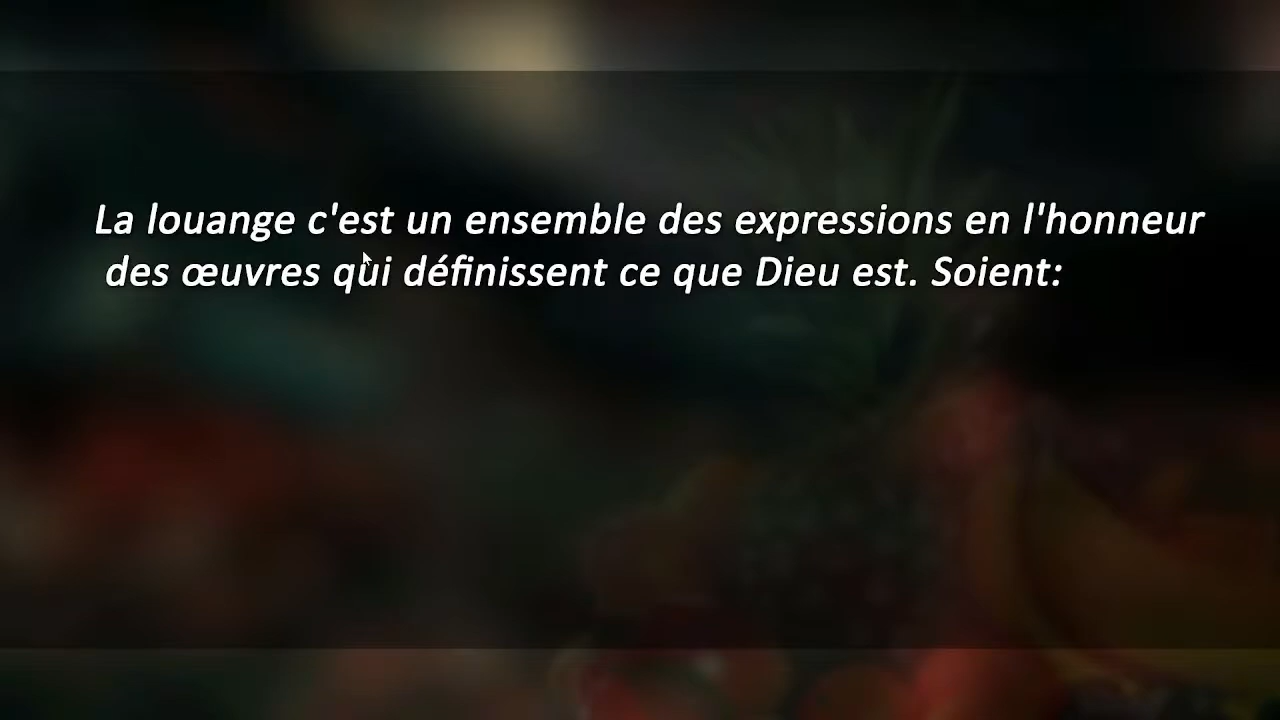 La louange c'est un ensemble des expressions en l'honneur
des œuvres qui définissent ce que Dieu est. Soient: